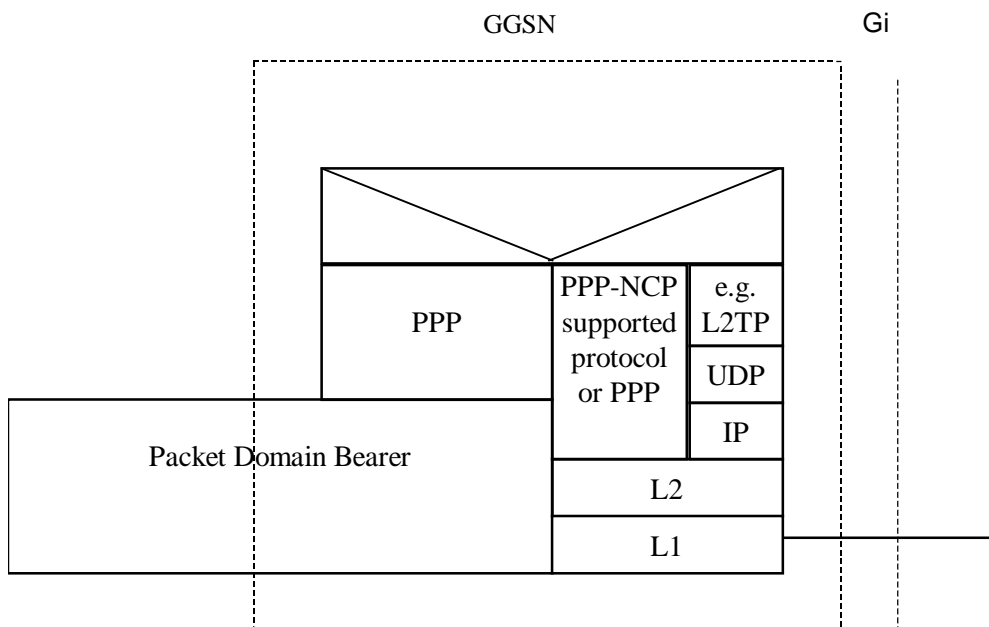 GGSN
Gi
PPP
PPP-NCP
supported
protocol
or PPP
e.g.
L2TP
UDP
IP
Packet Domain Bearer
L2
L1